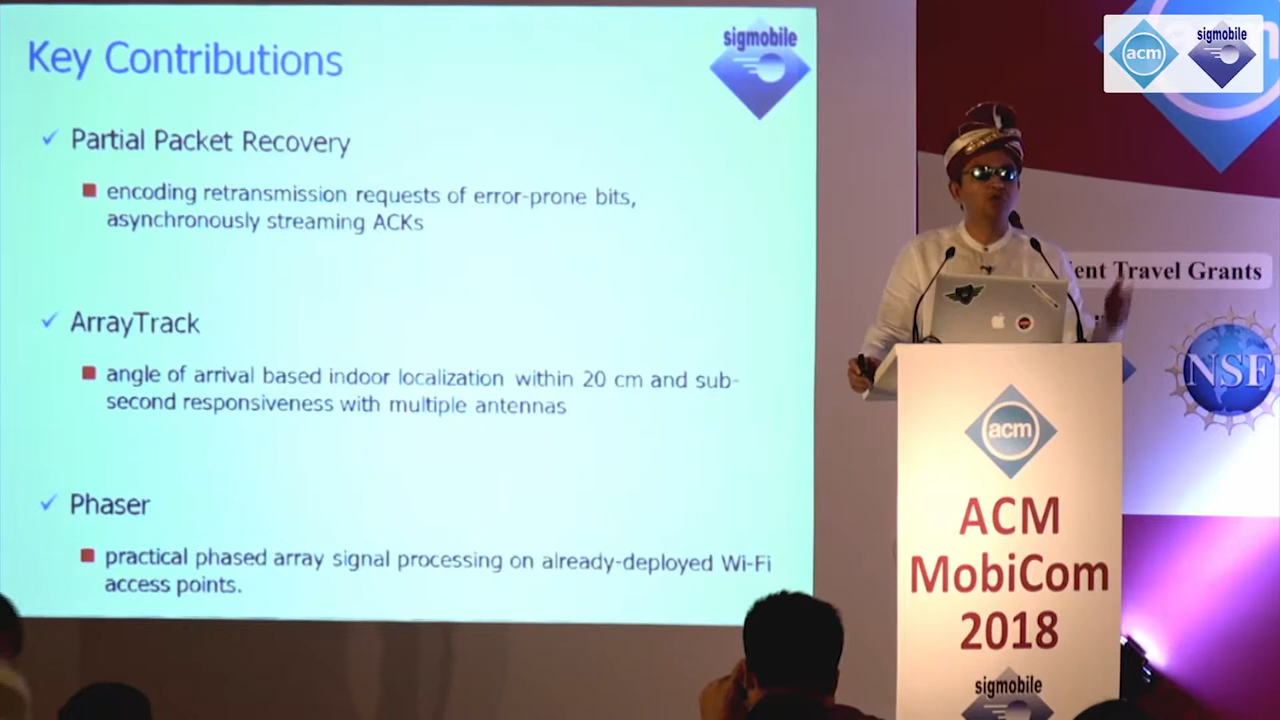 Key Contributions
sigmobile
✓ Partial Packet Recovery
encoding retransmission requests of error-prone bits,
asynchronously streaming ACKs
✓ ArrayTrack
angle of arrival based indoor localization within 20 cm and sub-
second responsiveness with multiple antennas
✓ Phaser
practical phased array signal processing on already-deployed Wi-Fi
access points.
acm
sigmobile
ent Travel Grants
NSF
acm
ACM
MobiCom
2018
sigmobile